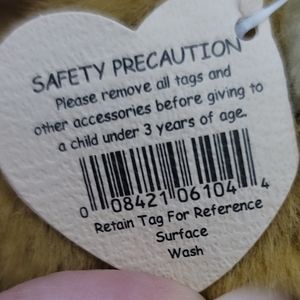 SAFETY PRECAUTION
Please remove all tags and
other accessories before giving to
a child under 3 years of age.
0 08421 06104 4
Retain Tag For Reference
Surface
Wash